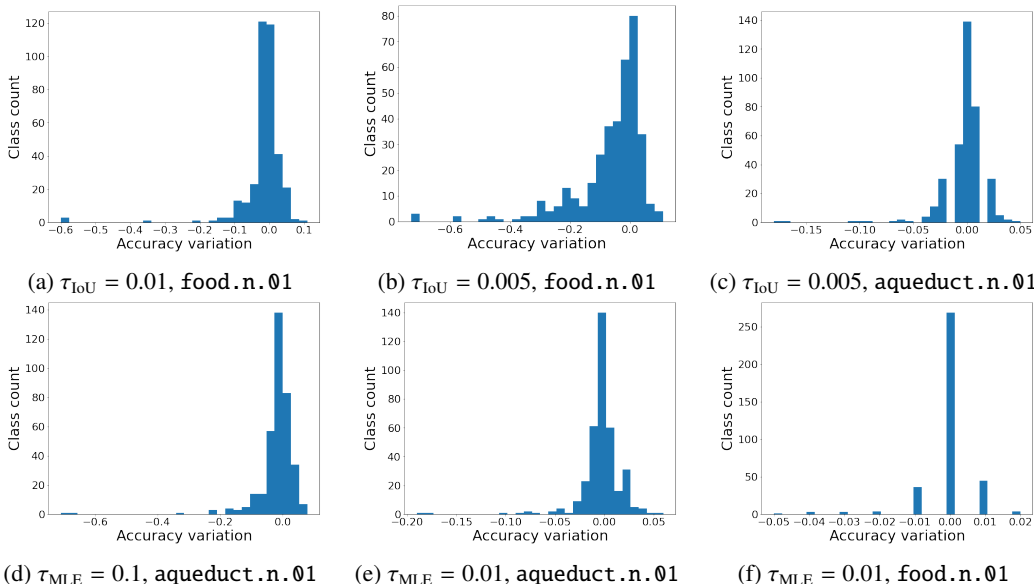 120
100
80
60
40
20
0
Class count
−0.6 −0.5 −0.4 −0.3 −0.2 −0.1 0.0 0.1
Accuracy variation
(a) τIoU = 0.01, food.n.01
80
70
60
50
40
30
20
10
0
Class count
−0.6 −0.4 −0.2 0.0
Accuracy variation
(b) τIoU = 0.005, food.n.01
140
120
100
80
60
40
20
0
Class count
−0.15 −0.10 −0.05 0.00 0.05
Accuracy variation
(c) τIoU = 0.005, aqueduct.n.01
140
120
100
80
60
40
20
0
Class count
−0.6 −0.4 −0.2 0.0
Accuracy variation
(d) τMLE = 0.1, aqueduct.n.01
140
120
100
80
60
40
20
0
Class count
−0.20 −0.15 −0.10 −0.05 0.00 0.05
Accuracy variation
(e) τMLE = 0.01, aqueduct.n.01
250
200
150
100
50
0
Class count
−0.05 −0.04 −0.03 −0.02 −0.01 0.00 0.01 0.02
Accuracy variation
(f) τMLE = 0.01, food.n.01